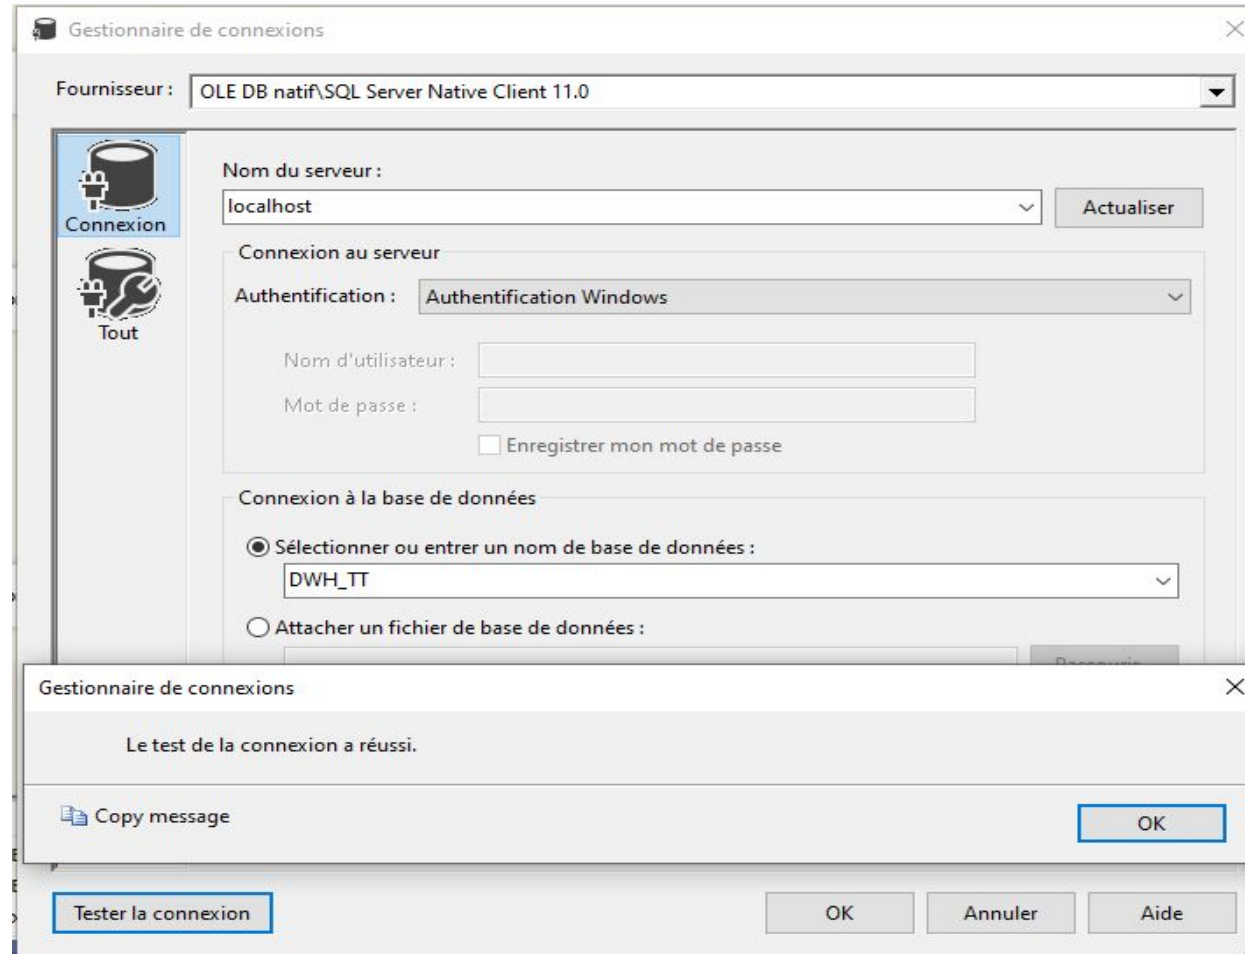 Gestionnaire de connexions
Fournisseur :
OLE DB natif\SQL Server Native Client 11.0
Connexion
Tout
Nom du serveur :
localhost
Actualiser
Connexion au serveur
Authentification :
Authentification Windows
Nom d'utilisateur :
Mot de passe :
Enregistrer mon mot de passe
Connexion à la base de données
Sélectionner ou entrer un nom de base de données :
DWH_TT
Attacher un fichier de base de données :
Gestionnaire de connexions
Le test de la connexion a réussi.
Copy message
OK
Tester la connexion
OK
Annuler
Aide